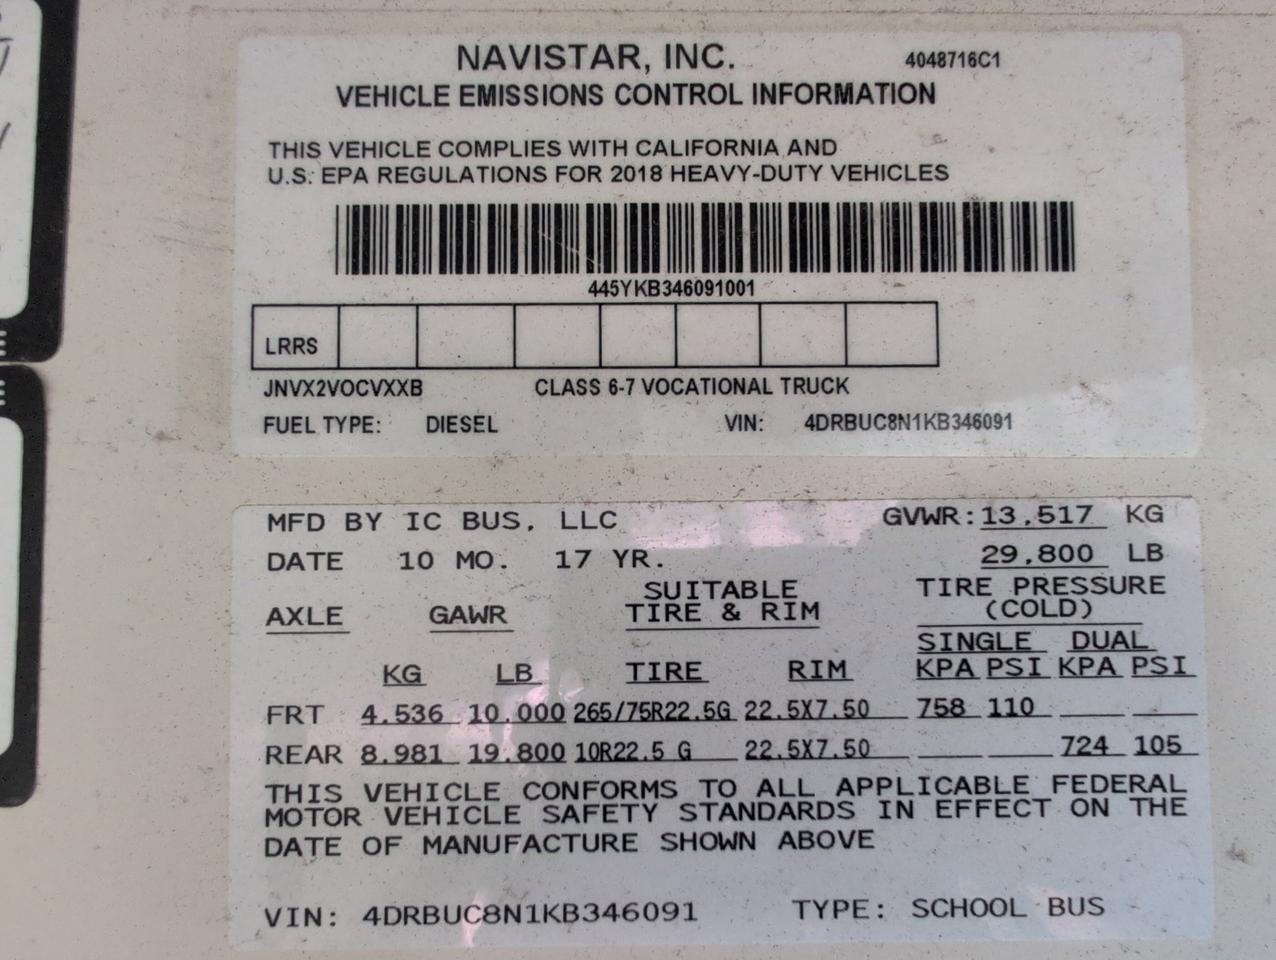 NAVISTAR, INC. 4048716C1
VEHICLE EMISSIONS CONTROL INFORMATION
THIS VEHICLE COMPLIES WITH CALIFORNIA AND
U.S. EPA REGULATIONS FOR 2018 HEAVY-DUTY VEHICLES
445YKB346091001
LRRS
JNVX2VOCVXXB CLASS 6-7 VOCATIONAL TRUCK
FUEL TYPE: DIESEL VIN: 4DRBUC8N1KB346091
MFD BY IC BUS, LLC GVWR: 13,517 KG
DATE 10 MO. 17 YR. 29,800 LB
SUITABLE TIRE PRESSURE
AXLE GAWR TIRE & RIM (COLD)
SINGLE DUAL
KG LB TIRE RIM KPA PSI KPA PSI
FRT 4,536 10,000 265/75R22.5G 22.5X7.50 758 110
REAR 8,981 19,800 10R22.5 G 22.5X7.50 724 105
THIS VEHICLE CONFORMS TO ALL APPLICABLE FEDERAL
MOTOR VEHICLE SAFETY STANDARDS IN EFFECT ON THE
DATE OF MANUFACTURE SHOWN ABOVE
VIN: 4DRBUC8N1KB346091 TYPE: SCHOOL BUS